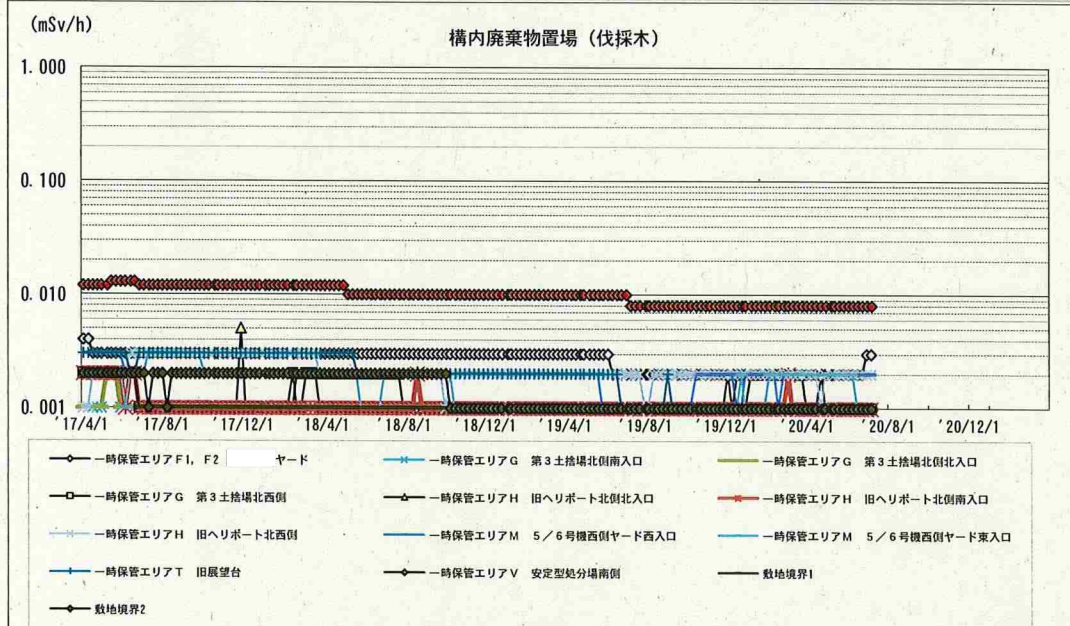 (mSv/h)
構内廃棄物置場（伐採木）
1.000
0.100
0.010
0.001
'17/4/1 '17/8/1 '17/12/1 '18/4/1 '18/8/1 '18/12/1 '19/4/1 '19/8/1 '19/12/1 '20/4/1 '20/8/1 '20/12/1
一時保管エリアＦ1，Ｆ2 ヤード
一時保管エリアＧ　第３土捨場北側南入口
一時保管エリアＧ　第３土捨場北側北入口
一時保管エリアＧ　第３土捨場北西側
一時保管エリアＨ　旧ヘリポート北側北入口
一時保管エリアＨ　旧ヘリポート北側南入口
一時保管エリアＨ　旧ヘリポート北西側
一時保管エリアＭ　５／６号機西側ヤード西入口
一時保管エリアＭ　５／６号機西側ヤード東入口
一時保管エリアＴ　旧展望台
一時保管エリアＶ　安定型処分場南側
敷地境界1
敷地境界2